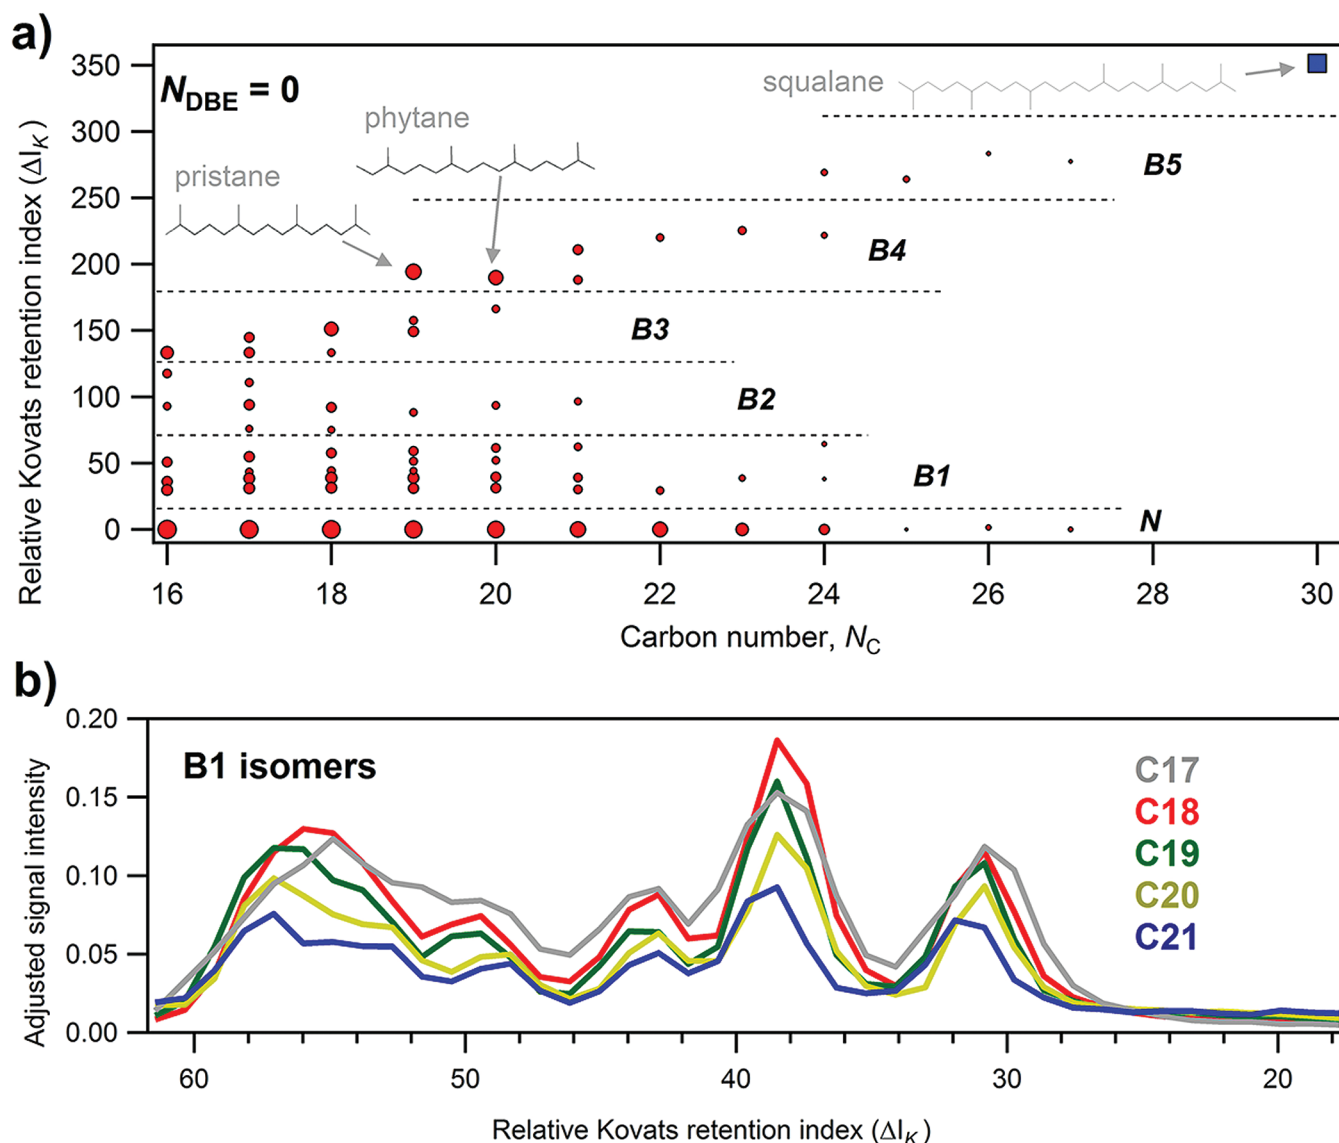 a)
N_DBE = 0
squalane
phytane
pristane
B5
B4
B3
B2
B1
N
350
300
250
200
150
100
50
0
Relative Kovats retention index (ΔI_K)
16 18 20 22 24 26 28 30
Carbon number, N_C
b)
B1 isomers
C17
C18
C19
C20
C21
0.20
0.15
0.10
0.05
0.00
Adjusted signal intensity
60 50 40 30 20
Relative Kovats retention index (ΔI_K)